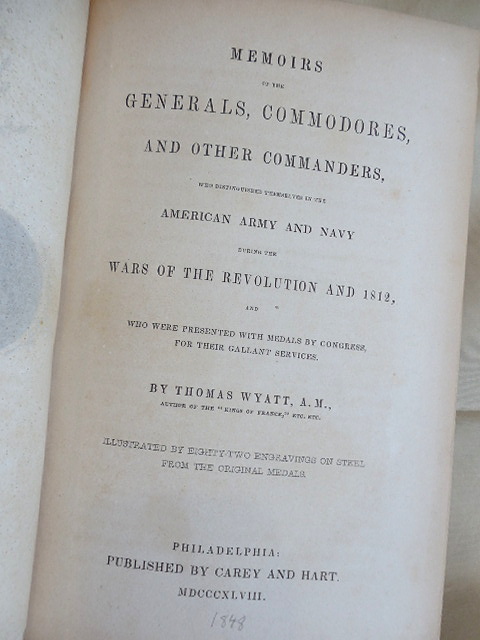 MEMOIRS
OF THE
GENERALS, COMMODORES,
AND OTHER COMMANDERS,
WHO DISTINGUISHED THEMSELVES IN THE
AMERICAN ARMY AND NAVY
DURING THE
WARS OF THE REVOLUTION AND 1812,
AND
WHO WERE PRESENTED WITH MEDALS BY CONGRESS,
FOR THEIR GALLANT SERVICES.
BY THOMAS WYATT, A.M.,
AUTHOR OF THE "KINGS OF FRANCE," ETC. ETC.
ILLUSTRATED BY EIGHTY-TWO ENGRAVINGS ON STEEL
FROM THE ORIGINAL MEDALS.
PHILADELPHIA:
PUBLISHED BY CAREY AND HART.
MDCCCXLVIII.
1848